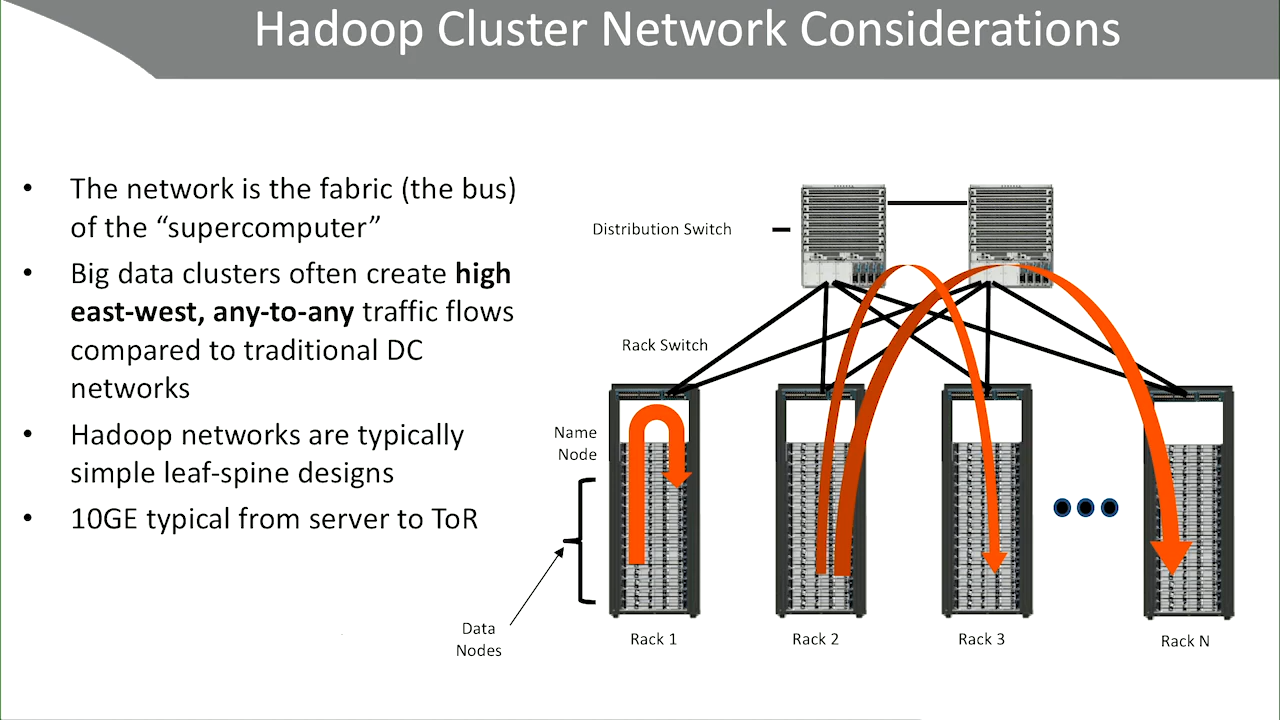 Hadoop Cluster Network Considerations
• The network is the fabric (the bus)
of the “supercomputer”
• Big data clusters often create high
east-west, any-to-any traffic flows
compared to traditional DC
networks
• Hadoop networks are typically
simple leaf-spine designs
• 10GE typical from server to ToR
Distribution Switch
Rack Switch
Name
Node
Data
Nodes
Rack 1
Rack 2
Rack 3
Rack N